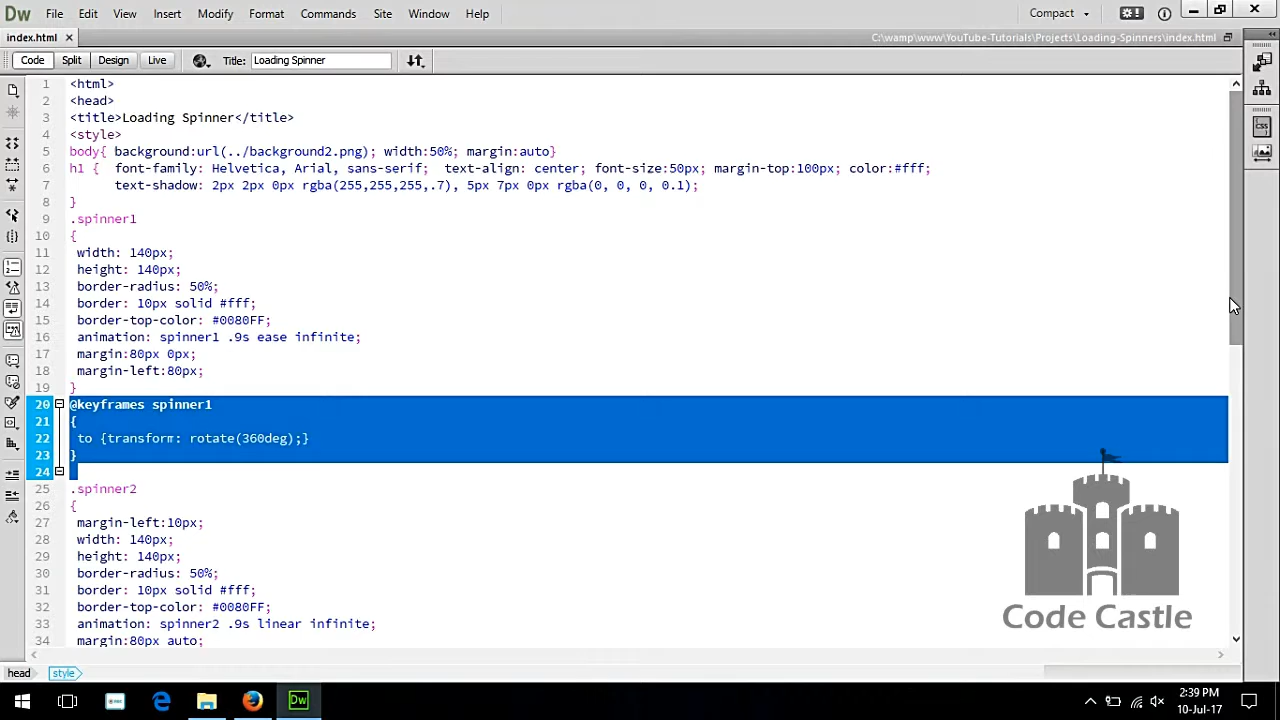 Dw File Edit View Insert Modify Format Commands Site Window Help Compact
index.html C:\wamp\www\YouTube-Tutorials\Projects\Loading-Spinners\index.html
Code Split Design Live Title: Loading Spinner
1 <html>
2 <head>
3 <title>Loading Spinner</title>
4 <style>
5 body{ background:url(../background2.png); width:50%; margin:auto}
6 h1 { font-family: Helvetica, Arial, sans-serif; text-align: center; font-size:50px; margin-top:100px; color:#fff;
7 text-shadow: 2px 2px 0px rgba(255,255,255,.7), 5px 7px 0px rgba(0, 0, 0, 0.1);
8 }
9 .spinner1
10 {
11 width: 140px;
12 height: 140px;
13 border-radius: 50%;
14 border: 10px solid #fff;
15 border-top-color: #0080FF;
16 animation: spinner1 .9s ease infinite;
17 margin:80px 0px;
18 margin-left:80px;
19 }
20 @keyframes spinner1
21 {
22 to {transform: rotate(360deg);}
23 }
24
25 .spinner2
26 {
27 margin-left:10px;
28 width: 140px;
29 height: 140px;
30 border-radius: 50%;
31 border: 10px solid #fff;
32 border-top-color: #0080FF;
33 animation: spinner2 .9s linear infinite;
34 margin:80px auto;
Code Castle
head style
Dw 2:39 PM
10-Jul-17